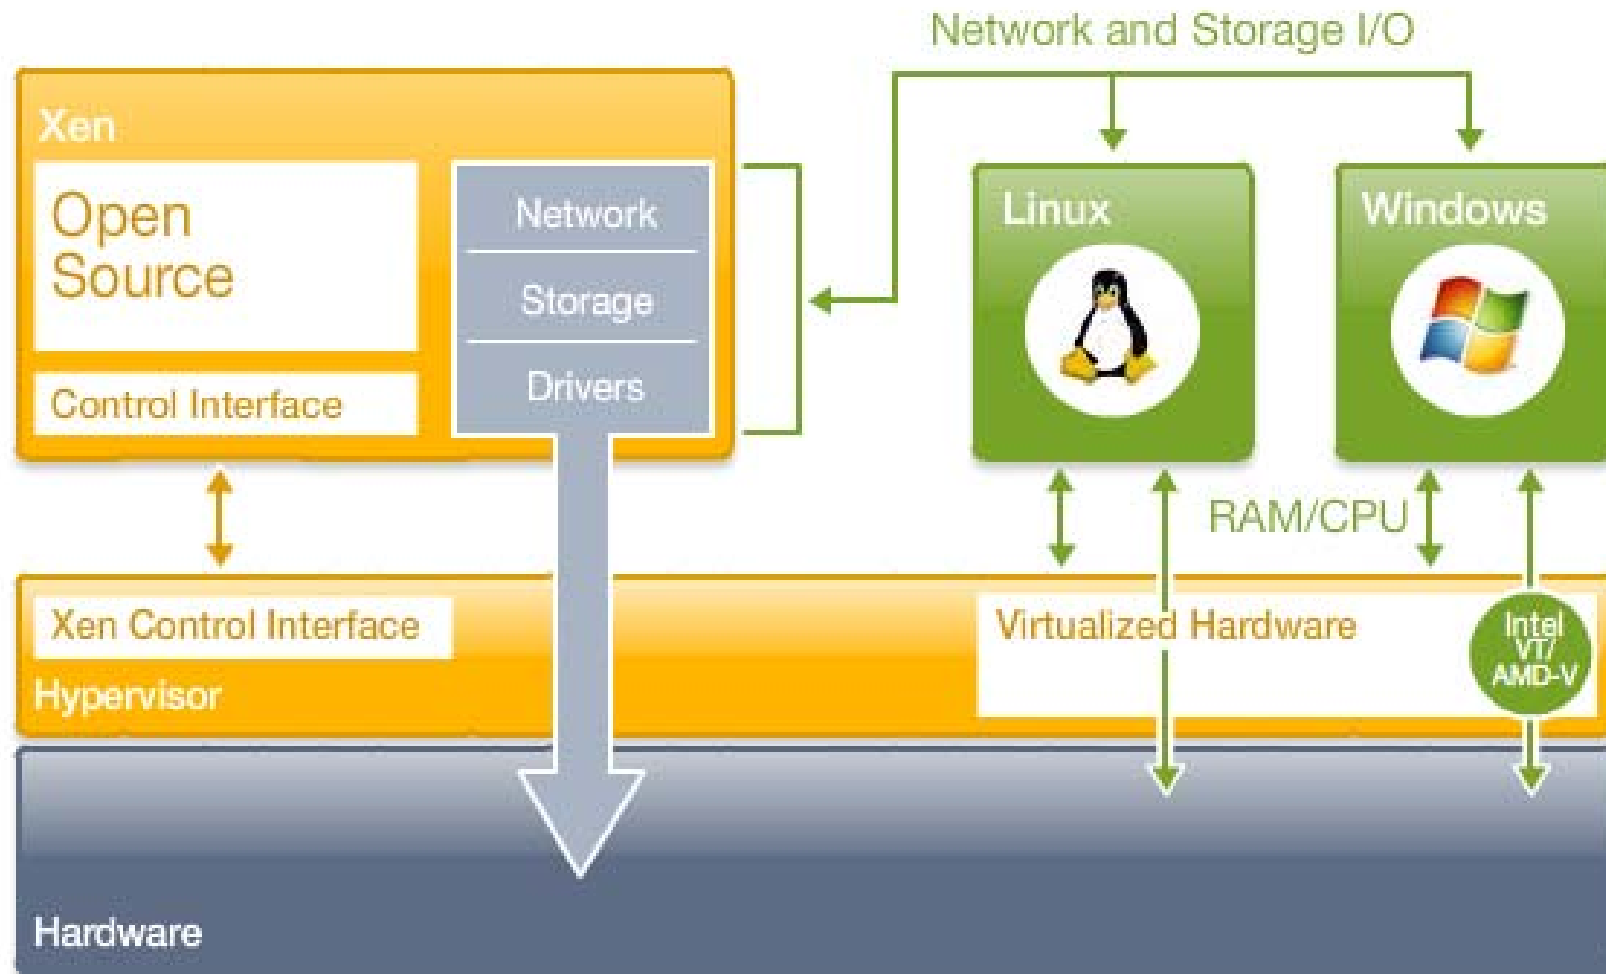 Network and Storage I/O
Xen
Open
Source
Control Interface
Network
Storage
Drivers
Linux
Windows
RAM/CPU
Xen Control Interface
Hypervisor
Virtualized Hardware
Intel
VT/
AMD-V
Hardware